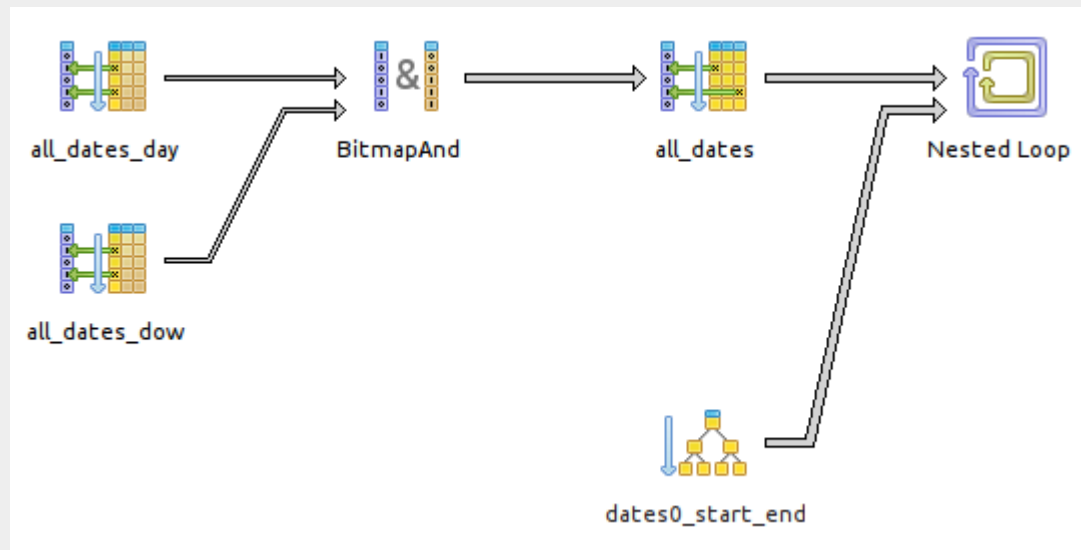 all_dates_day
BitmapAnd
all_dates
Nested Loop
all_dates_dow
dates0_start_end